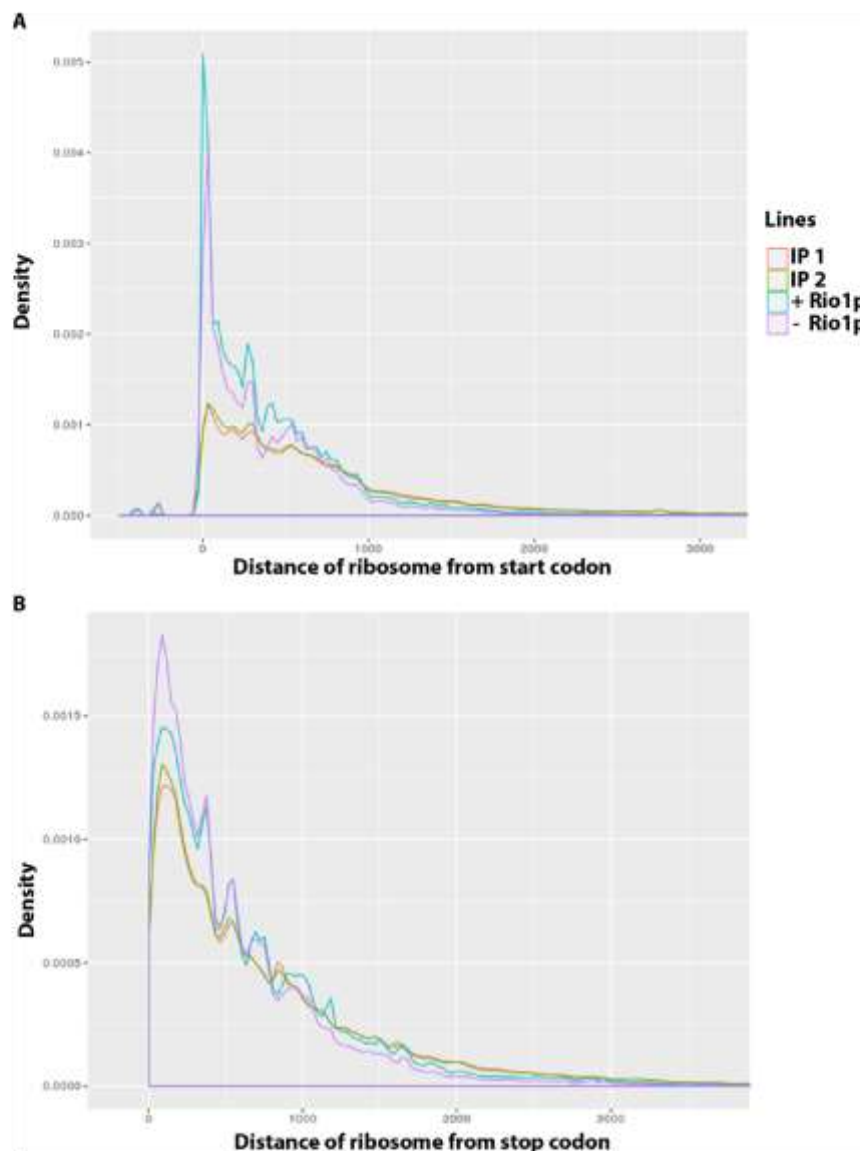 A
0.005
0.004
0.003
0.002
0.001
0.000
Density
0
1000
2000
3000
Distance of ribosome from start codon
Lines
IP 1
IP 2
+ Rio1p
- Rio1p
B
0.0015
0.0010
0.0005
0.0000
Density
0
1000
2000
3000
Distance of ribosome from stop codon